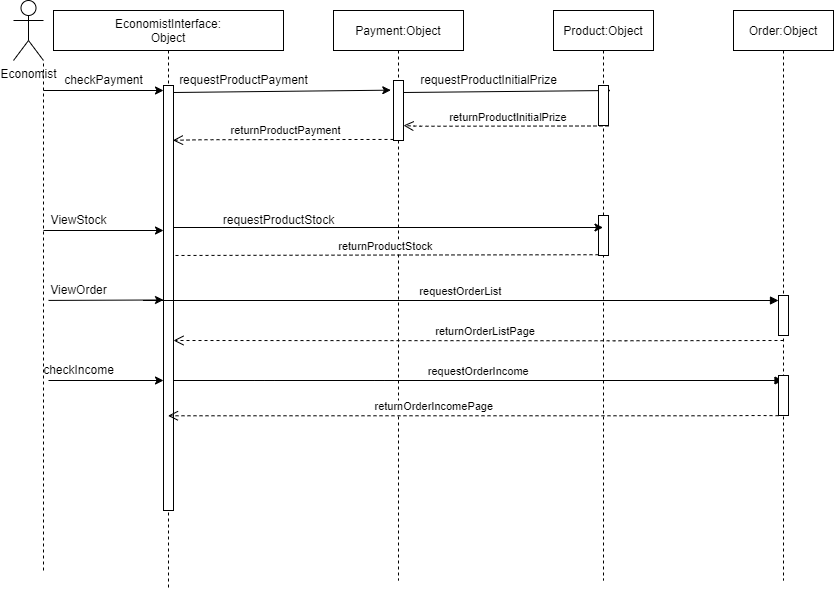 EconomistInterface:
Object
Payment:Object
Product:Object
Order:Object
Economist
checkPayment
requestProductPayment
requestProductInitialPrize
returnProductInitialPrize
returnProductPayment
ViewStock
requestProductStock
returnProductStock
ViewOrder
requestOrderList
returnOrderListPage
checkIncome
requestOrderIncome
returnOrderIncomePage